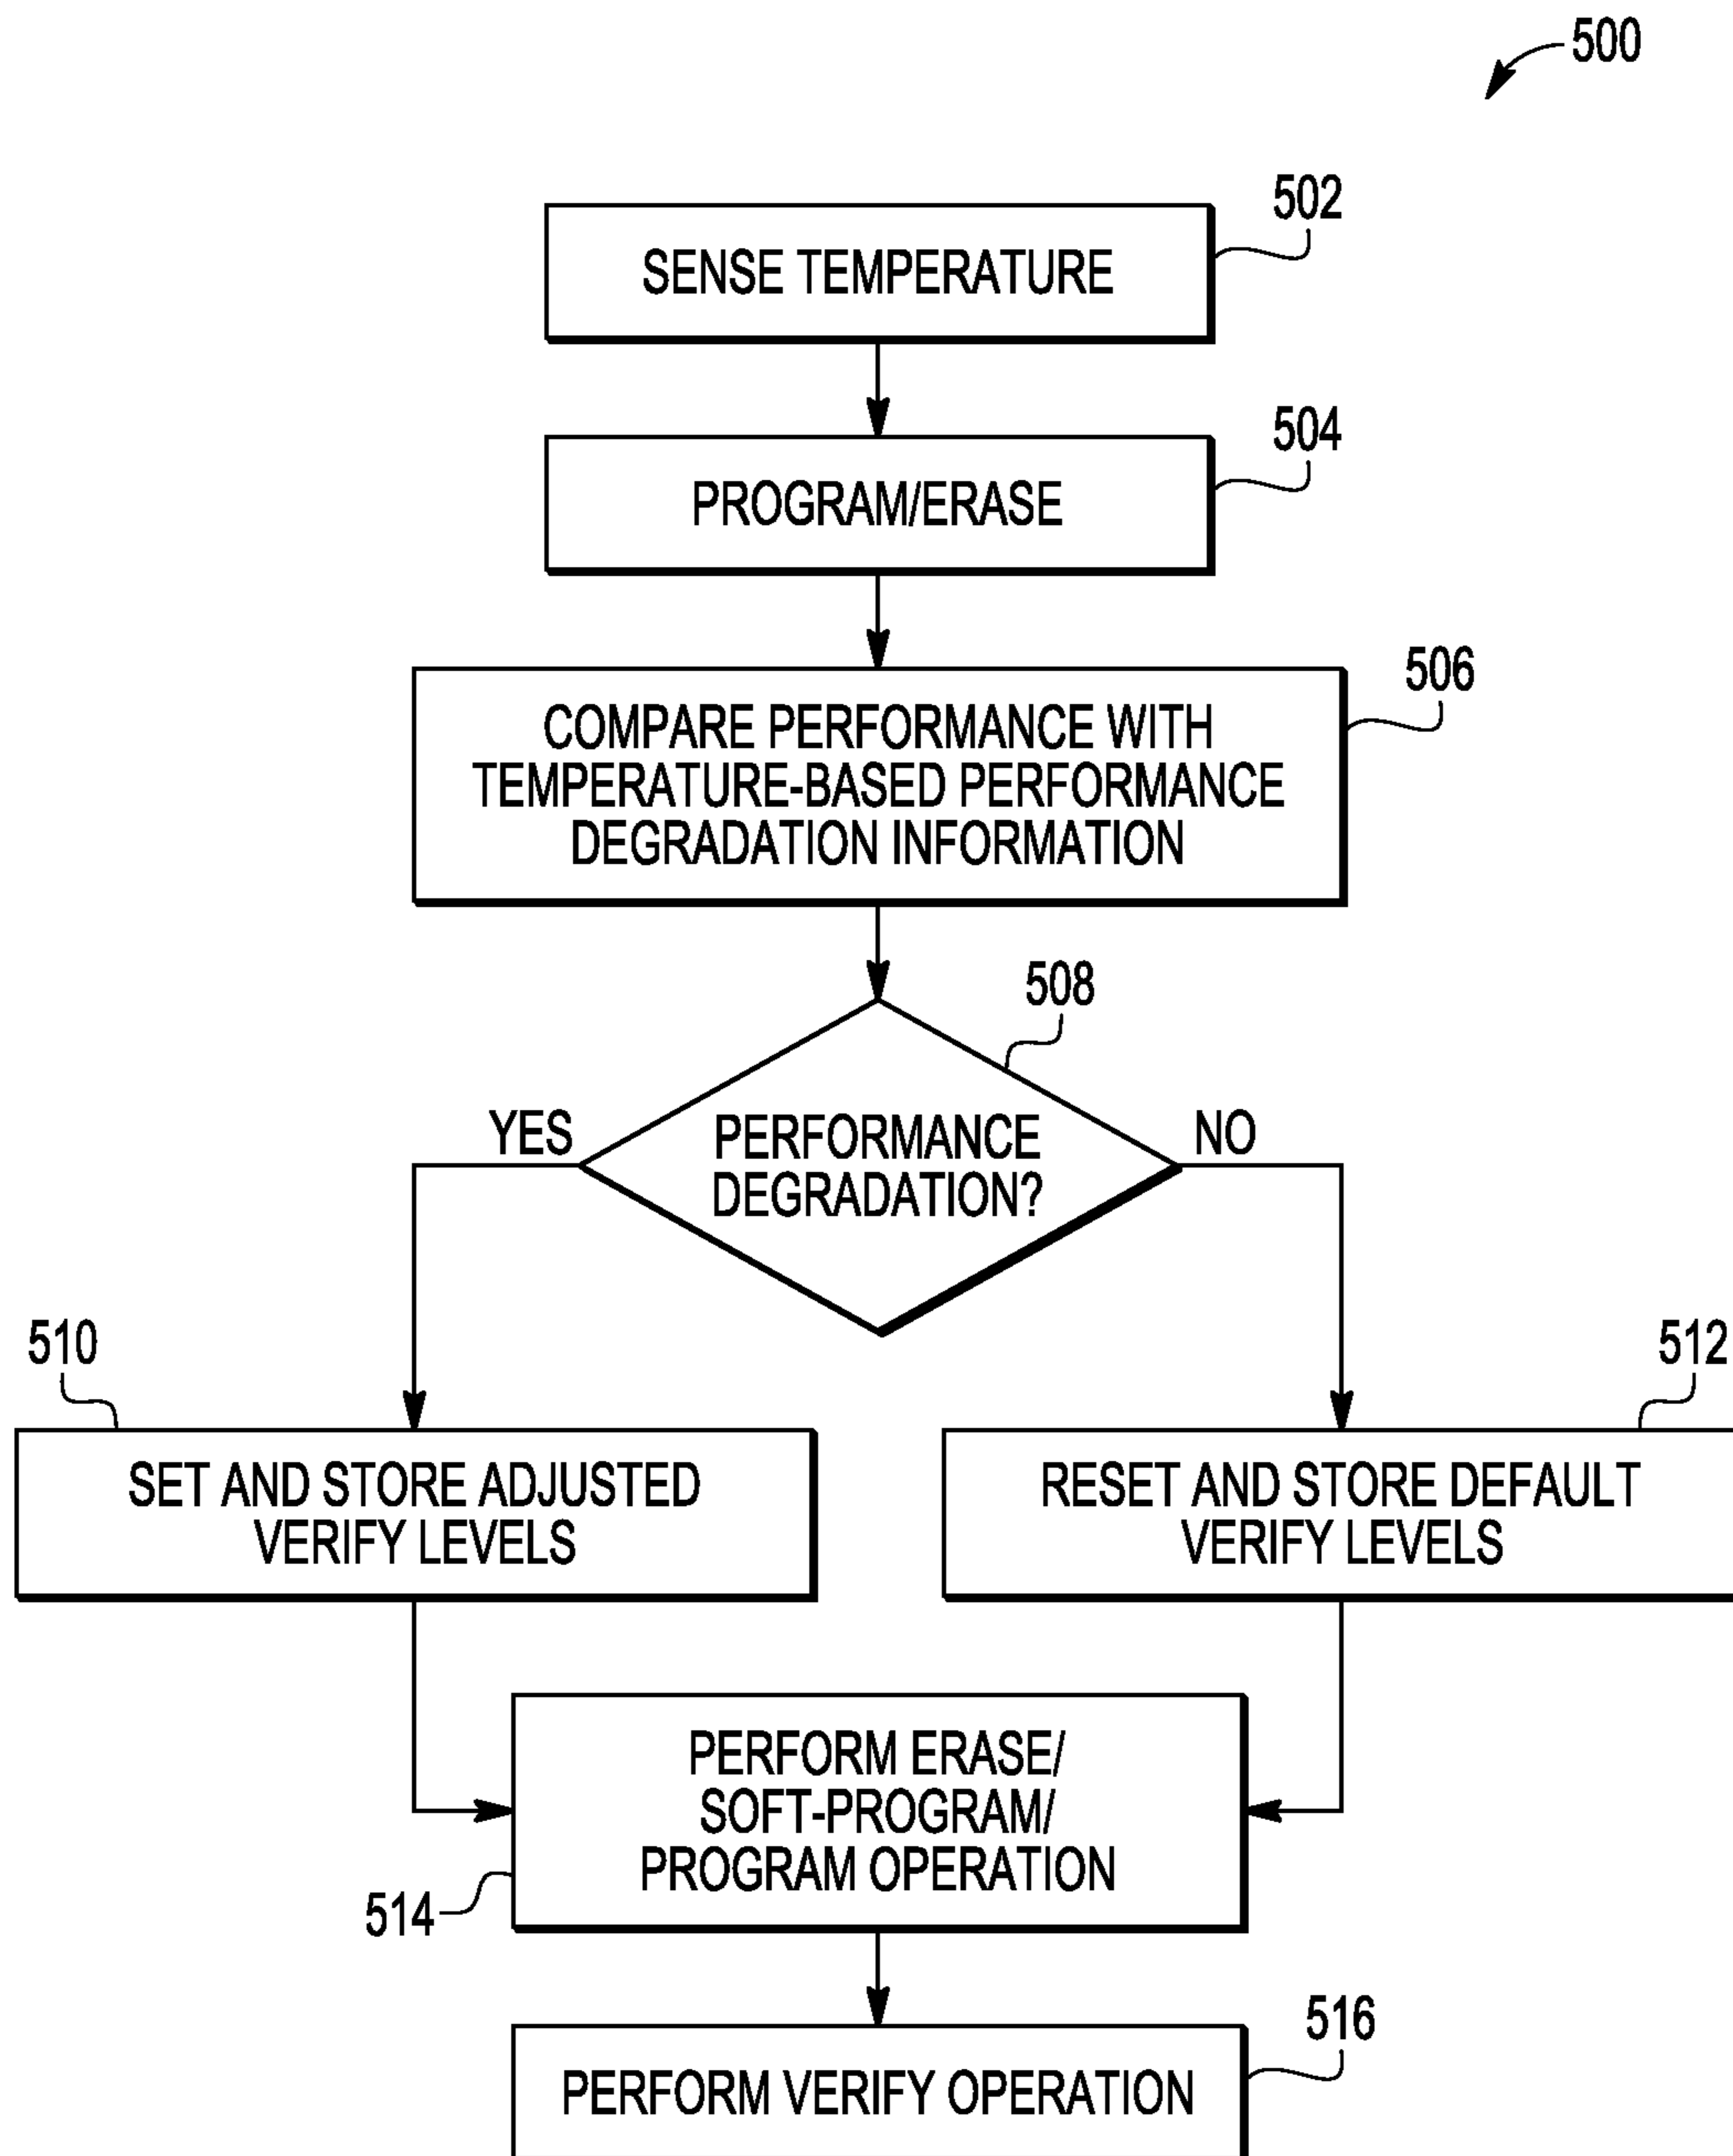 500
502
SENSE TEMPERATURE
504
PROGRAM/ERASE
506
COMPARE PERFORMANCE WITH
TEMPERATURE-BASED PERFORMANCE
DEGRADATION INFORMATION
508
YES
PERFORMANCE
DEGRADATION?
NO
510
SET AND STORE ADJUSTED
VERIFY LEVELS
512
RESET AND STORE DEFAULT
VERIFY LEVELS
PERFORM ERASE/
SOFT-PROGRAM/
PROGRAM OPERATION
514
516
PERFORM VERIFY OPERATION